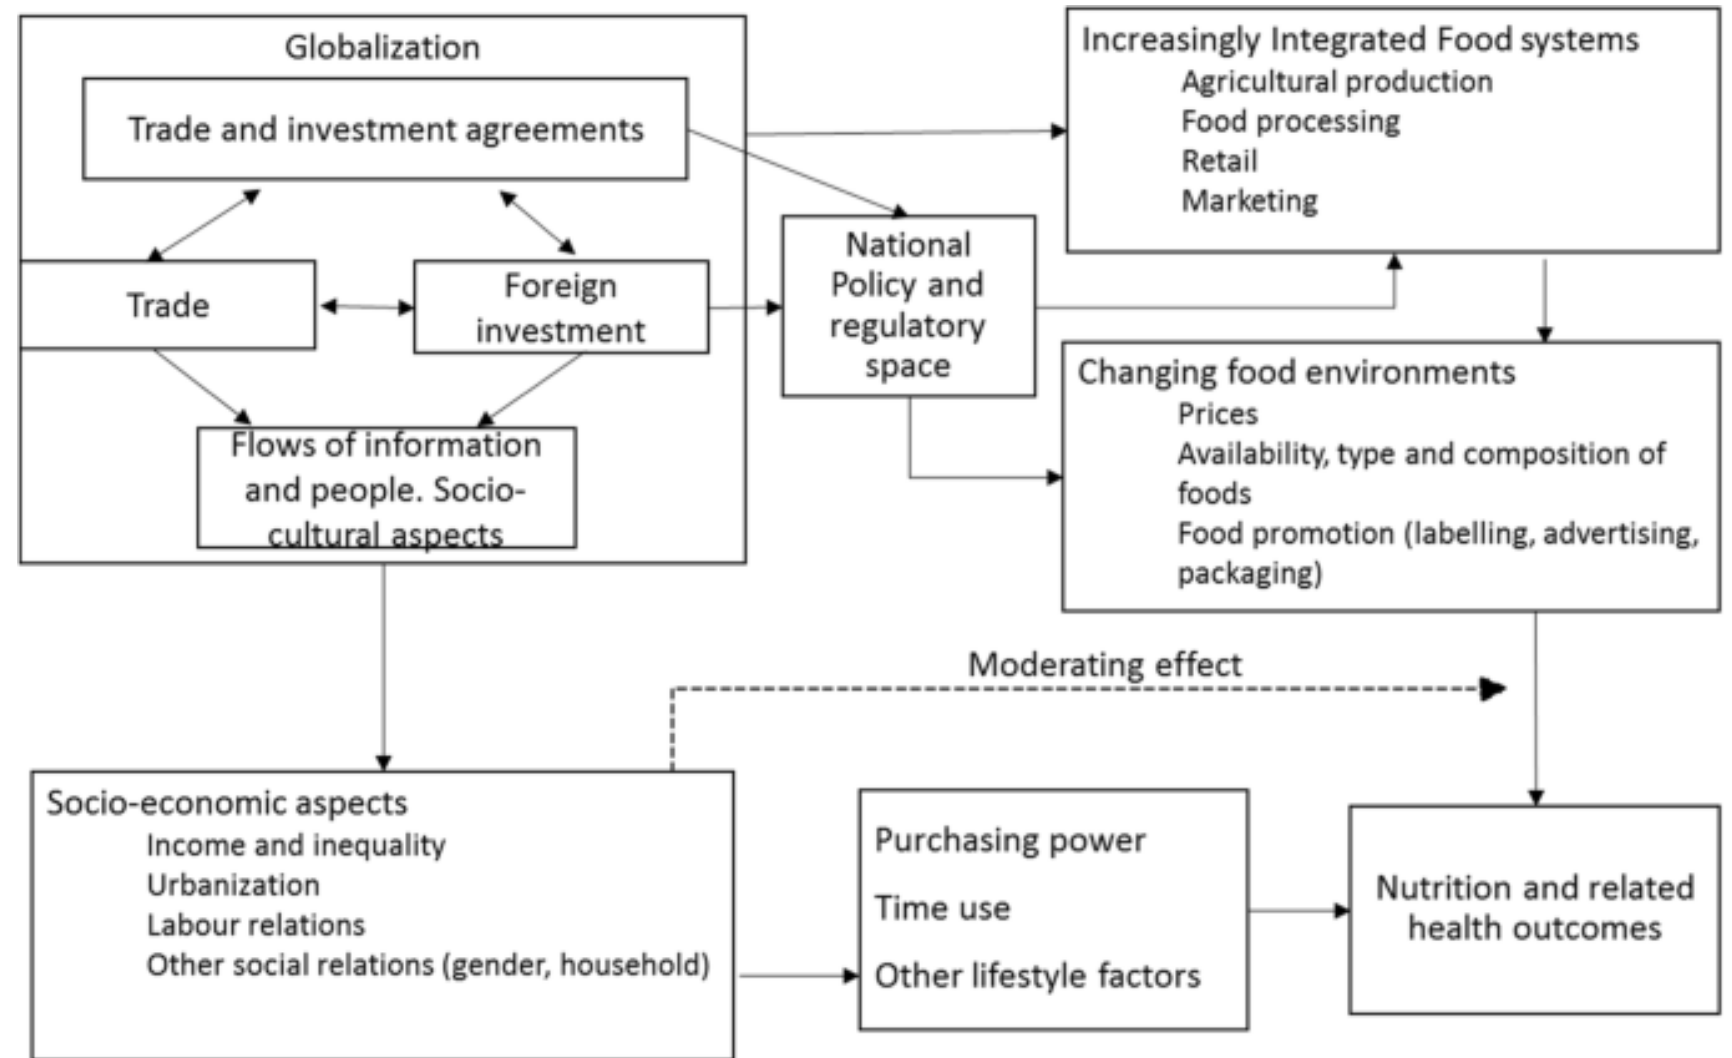 Globalization
Trade and investment agreements
Trade
Foreign
investment
Flows of information
and people. Socio-
cultural aspects
National
Policy and
regulatory
space
Increasingly Integrated Food systems
Agricultural production
Food processing
Retail
Marketing
Changing food environments
Prices
Availability, type and composition of
foods
Food promotion (labelling, advertising,
packaging)
Moderating effect
Socio-economic aspects
Income and inequality
Urbanization
Labour relations
Other social relations (gender, household)
Purchasing power
Time use
Other lifestyle factors
Nutrition and related
health outcomes